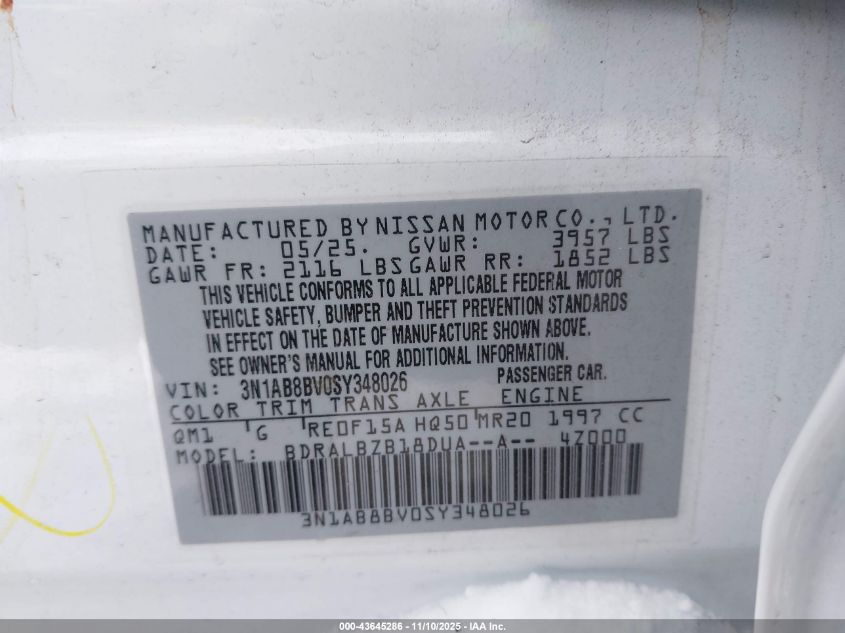 MANUFACTURED BY NISSAN MOTOR CO., LTD.
DATE: 05/25. GVWR: 3957 LBS
GAWR FR: 2116 LBS GAWR RR: 1852 LBS
THIS VEHICLE CONFORMS TO ALL APPLICABLE FEDERAL MOTOR
VEHICLE SAFETY, BUMPER AND THEFT PREVENTION STANDARDS
IN EFFECT ON THE DATE OF MANUFACTURE SHOWN ABOVE.
SEE OWNER'S MANUAL FOR ADDITIONAL INFORMATION.
VIN: 3N1AB8BV0SY348026 PASSENGER CAR.
COLOR TRIM TRANS AXLE ENGINE
QM1 G RE0F15A HQ50 MR20 1997 CC
MODEL: BDRALBZB18DUA--A-- 4Z000
3N1AB8BV0SY348026
000-43645286 - 11/10/2025 - IAA Inc.